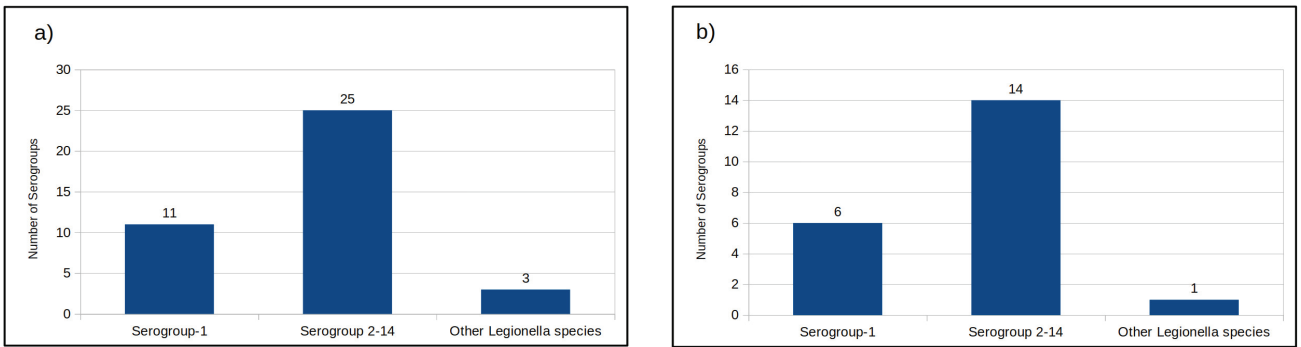 a)
Number of Serogroups
30
25
20
15
10
5
0
11
25
3
Serogroup-1
Serogroup 2-14
Other Legionella species
b)
Number of Serogroups
16
14
12
10
8
6
4
2
0
6
14
1
Serogroup-1
Serogroup 2-14
Other Legionella species